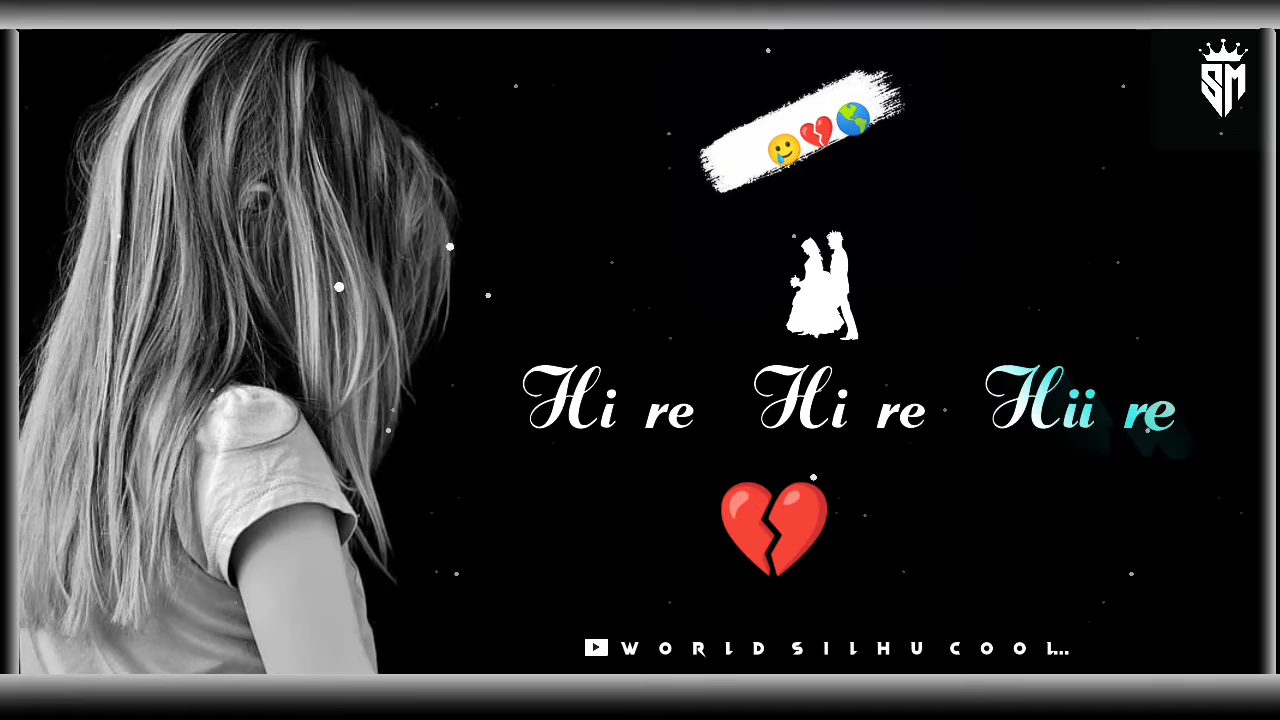 SM
🥲💔🌎
Hi re Hi re Hii re
💔
WORLD SILHU COOL...